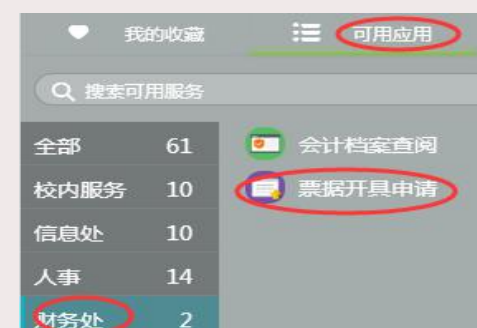 我的收藏 可用应用
搜索可用服务
全部 61
校内服务 10
信息处 10
人事 14
财务处 2
会计档案查阅
票据开具申请